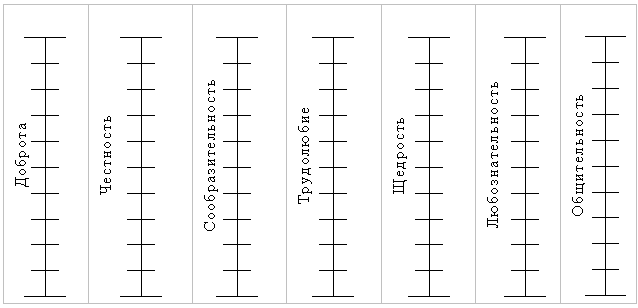 Доброта
Честность
Сообразительность
Трудолюбие
Щедрость
Любознательность
Общительность